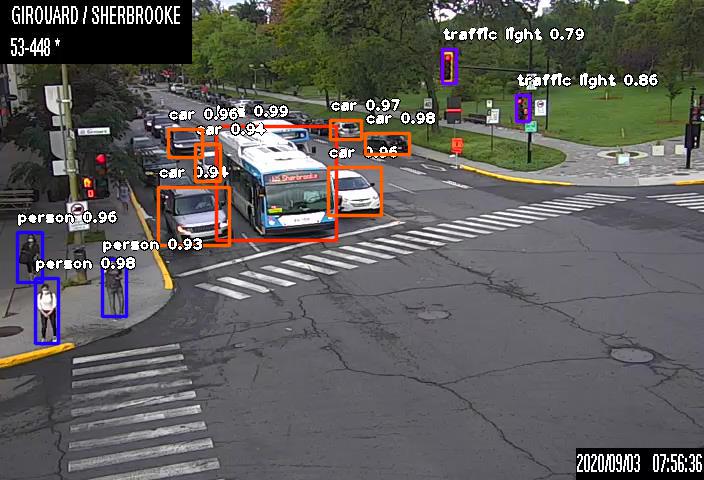 GIROUARD / SHERBROOKE
53-448 *
traffic light 0.79
traffic light 0.86
car 0.96
0.99
car 0.97
car 0.94
car 0.98
car 0.96
car 0.94
105 Sherbrooke
person 0.96
person 0.93
person 0.98
2020/09/03 07:56:36